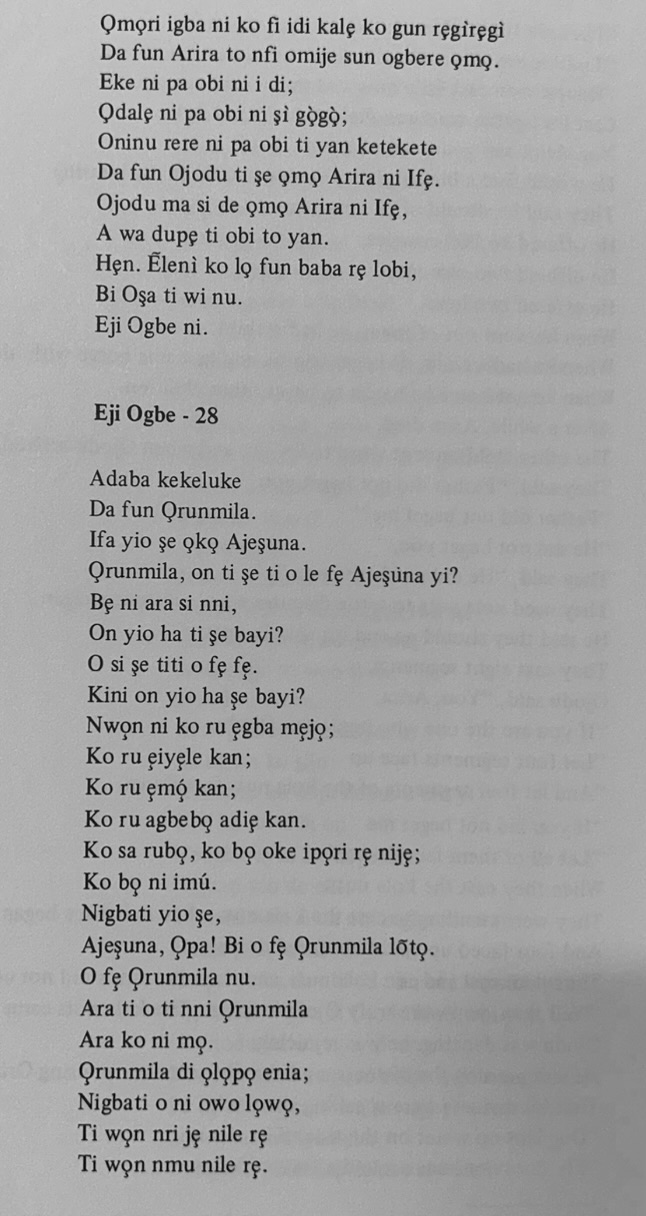 Ọmọri igba ni ko fi idi kalẹ ko gun rẹgìrẹgì
Da fun Arira to nfi omije sun ogbere ọmọ.
Eke ni pa obi ni i di;
Ọdalẹ ni pa obi ni ṣì gọ̀gọ̀;
Oninu rere ni pa obi ti yan ketekete
Da fun Ojodu ti ṣe ọmọ Arira ni Ifẹ.
Ojodu ma si de ọmọ Arira ni Ifẹ,
A wa dupẹ ti obi to yan.
Hẹn. Ẽlenì ko lọ fun baba rẹ lobi,
Bi Oṣa ti wi nu.
Eji Ogbe ni.
Eji Ogbe - 28
Adaba kekeluke
Da fun Ọrunmila.
Ifa yio ṣe ọkọ Ajeṣuna.
Ọrunmila, on ti ṣe ti o le fẹ Ajeṣuna yi?
Bẹ ni ara si nni,
On yio ha ti ṣe bayi?
O si ṣe titi o fẹ fẹ.
Kini on yio ha ṣe bayi?
Nwọn ni ko ru ẹgba mẹjọ;
Ko ru ẹiyẹle kan;
Ko ru ẹmọ́ kan;
Ko ru agbebọ adiẹ kan.
Ko sa rubọ, ko bọ oke ipọri rẹ nijẹ;
Ko bọ ni imú.
Nigbati yio ṣe,
Ajeṣuna, Ọpa! Bi o fẹ Ọrunmila lõtọ.
O fẹ Ọrunmila nu.
Ara ti o ti nni Ọrunmila
Ara ko ni mọ.
Ọrunmila di ọlọpọ enia;
Nigbati o ni owo lọwọ,
Ti wọn nri jẹ nile rẹ
Ti wọn nmu nile rẹ.